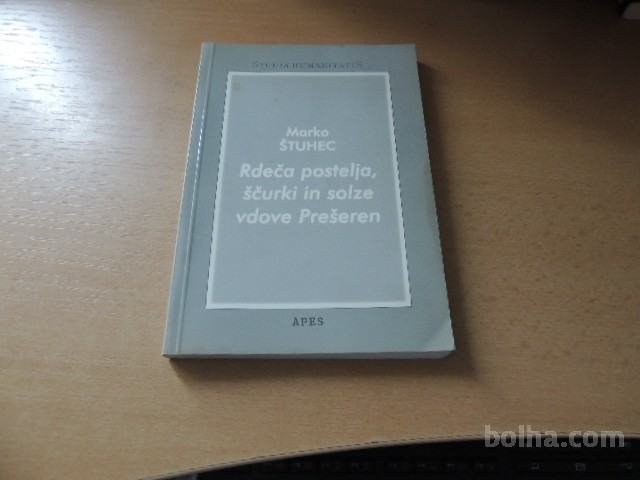 STUDIA HUMANITATIS
Marko
ŠTUHEC
Rdeča postelja,
ščurki in solze
vdove Prešeren
APES
bolha.com